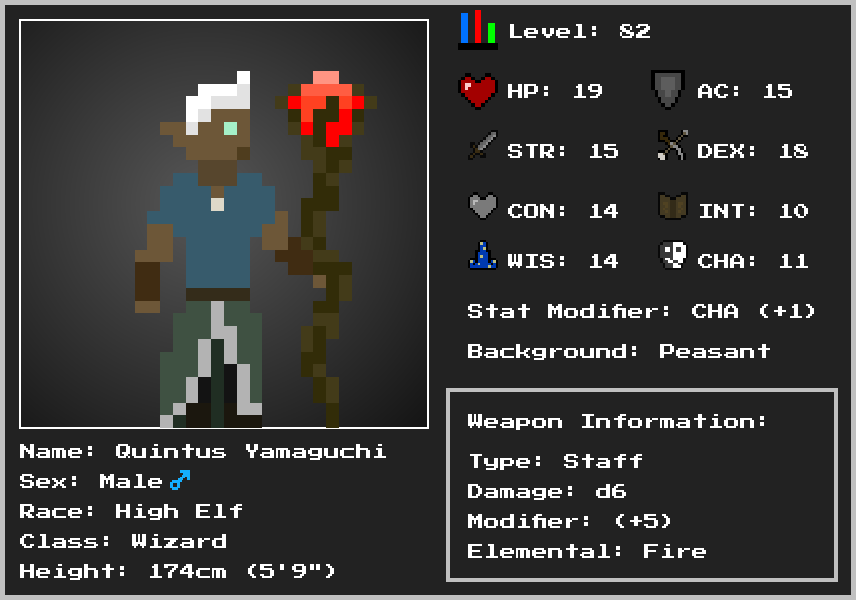 Level: 82
HP: 19 AC: 15
STR: 15 DEX: 18
CON: 14 INT: 10
WIS: 14 CHA: 11
Stat Modifier: CHA (+1)
Background: Peasant
Weapon Information:
Type: Staff
Damage: d6
Modifier: (+5)
Elemental: Fire
Name: Quintus Yamaguchi
Sex: Male♂
Race: High Elf
Class: Wizard
Height: 174cm (5'9")